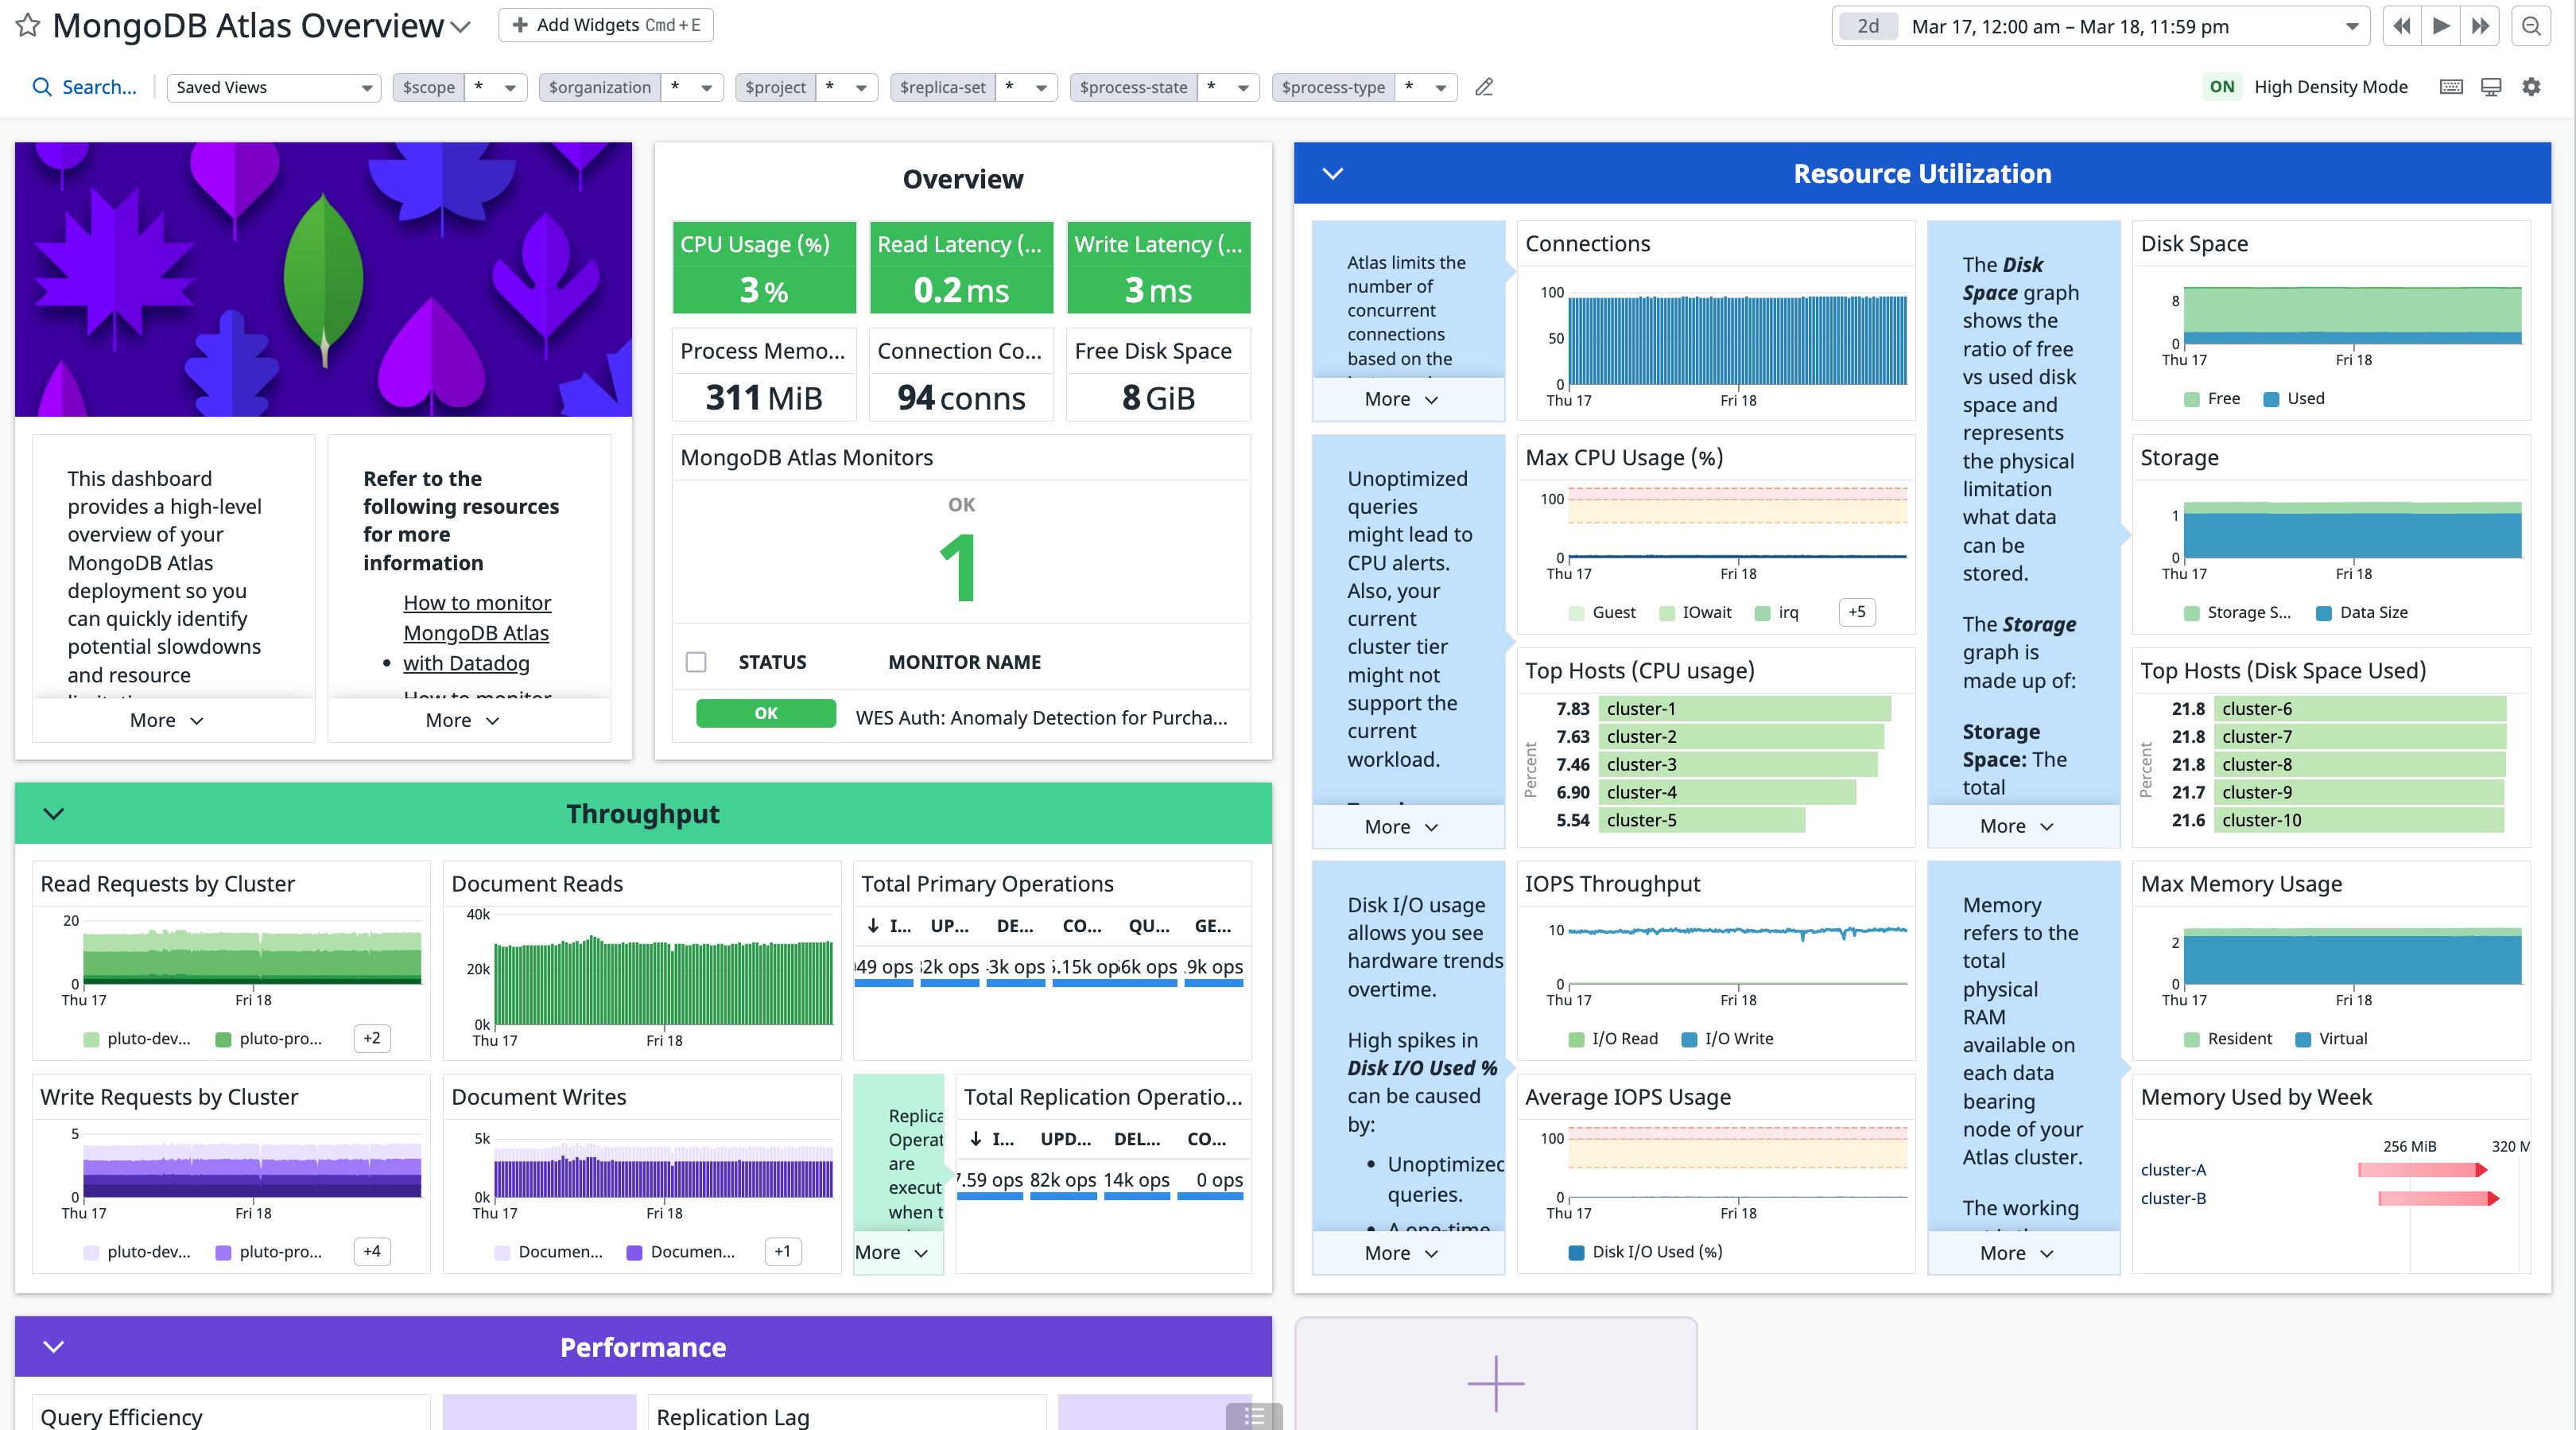 MongoDB Atlas Overview
Add Widgets Cmd+E
2d Mar 17, 12:00 am – Mar 18, 11:59 pm
Search...
Saved Views
$scope *
$organization *
$project *
$replica-set *
$process-state *
$process-type *
ON High Density Mode
This dashboard
provides a high-level
overview of your
MongoDB Atlas
deployment so you
can quickly identify
potential slowdowns
and resource
More
Refer to the
following resources
for more
information
How to monitor
MongoDB Atlas
• with Datadog
How to monitor
More
Overview
CPU Usage (%)
3 %
Read Latency (...
0.2 ms
Write Latency (...
3 ms
Process Memo...
311 MiB
Connection Co...
94 conns
Free Disk Space
8 GiB
MongoDB Atlas Monitors
OK
1
STATUS MONITOR NAME
OK WES Auth: Anomaly Detection for Purcha...
Throughput
Read Requests by Cluster
20
0
Thu 17 Fri 18
pluto-dev... pluto-pro... +2
Document Reads
40k
20k
0k
Thu 17 Fri 18
Total Primary Operations
I... UP... DE... CO... QU... GE...
49 ops 2k ops 3k ops .15k op 6k ops .9k ops
Write Requests by Cluster
5
0
Thu 17 Fri 18
pluto-dev... pluto-pro... +4
Document Writes
5k
0k
Thu 17 Fri 18
Documen... Documen... +1
Replica
Operat
are
execut
when t
More
Total Replication Operatio...
I... UPD... DEL... CO...
7.59 ops 82k ops 14k ops 0 ops
Performance
Query Efficiency
Replication Lag
Resource Utilization
Atlas limits the
number of
concurrent
connections
based on the
More
Connections
100
50
0
Thu 17 Fri 18
Unoptimized
queries
might lead to
CPU alerts.
Also, your
current
cluster tier
might not
support the
current
workload.
More
Max CPU Usage (%)
100
0
Thu 17 Fri 18
Guest IOwait irq +5
Top Hosts (CPU usage)
Percent
7.83 cluster-1
7.63 cluster-2
7.46 cluster-3
6.90 cluster-4
5.54 cluster-5
Disk I/O usage
allows you see
hardware trends
overtime.
High spikes in
Disk I/O Used %
can be caused
by:
• Unoptimized
queries.
• A one-time
More
IOPS Throughput
10
0
Thu 17 Fri 18
I/O Read I/O Write
Average IOPS Usage
100
0
Thu 17 Fri 18
Disk I/O Used (%)
The Disk
Space graph
shows the
ratio of free
vs used disk
space and
represents
the physical
limitation
what data
can be
stored.
The Storage
graph is
made up of:
Storage
Space: The
total
More
Disk Space
8
0
Thu 17 Fri 18
Free Used
Storage
1
0
Thu 17 Fri 18
Storage S... Data Size
Top Hosts (Disk Space Used)
Percent
21.8 cluster-6
21.8 cluster-7
21.8 cluster-8
21.7 cluster-9
21.6 cluster-10
Memory
refers to the
total
physical
RAM
available on
each data
bearing
node of your
Atlas cluster.
The working
More
Max Memory Usage
2
0
Thu 17 Fri 18
Resident Virtual
Memory Used by Week
256 MiB 320 M
cluster-A
cluster-B